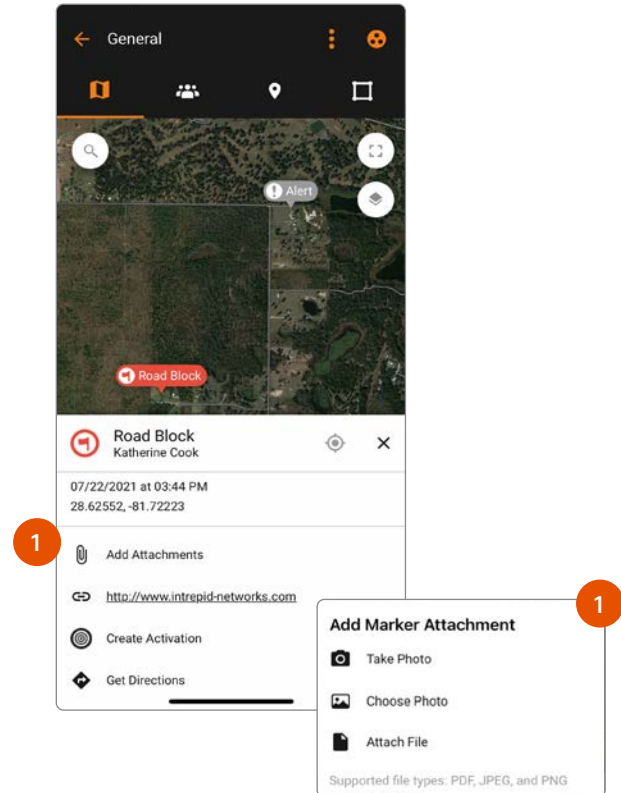 General
Alert
Road Block
Road Block
Katherine Cook
07/22/2021 at 03:44 PM
28.62552, -81.72223
1
Add Attachments
http://www.intrepid-networks.com
Create Activation
Get Directions
1
Add Marker Attachment
Take Photo
Choose Photo
Attach File
Supported file types: PDF, JPEG, and PNG